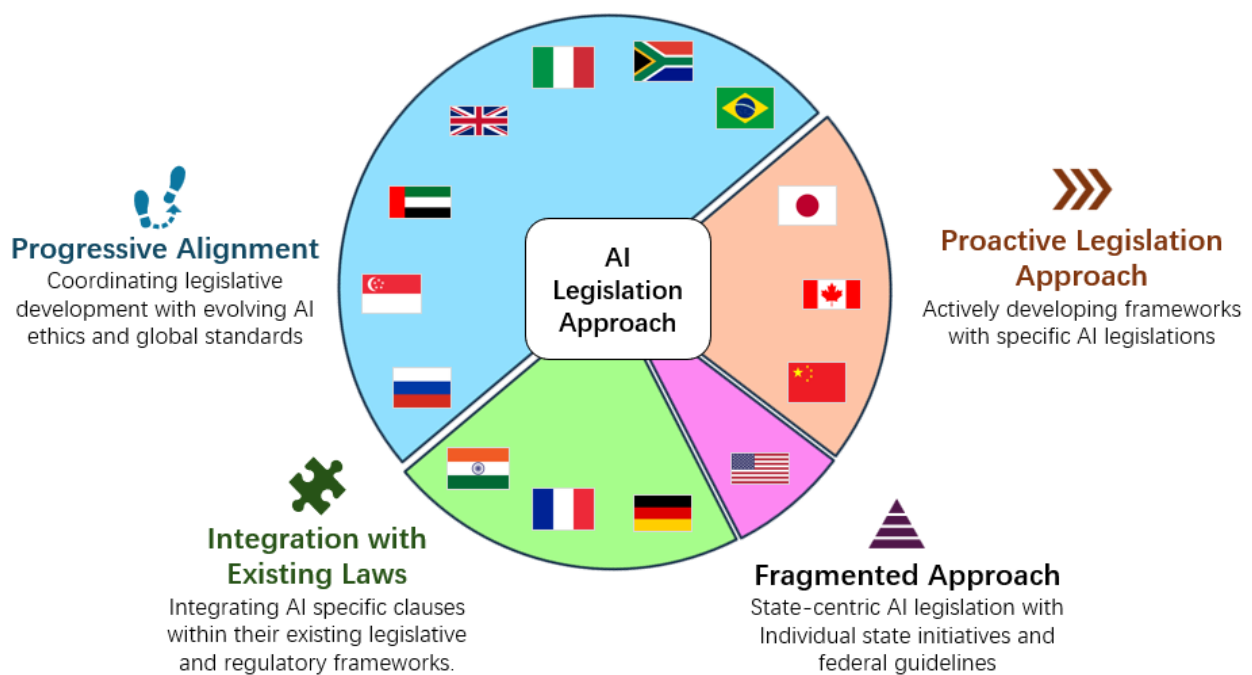 AI
Legislation
Approach
Progressive Alignment
Coordinating legislative
development with evolving AI
ethics and global standards
Proactive Legislation
Approach
Actively developing frameworks
with specific AI legislations
Integration with
Existing Laws
Integrating AI specific clauses
within their existing legislative
and regulatory frameworks.
Fragmented Approach
State-centric AI legislation with
Individual state initiatives and
federal guidelines